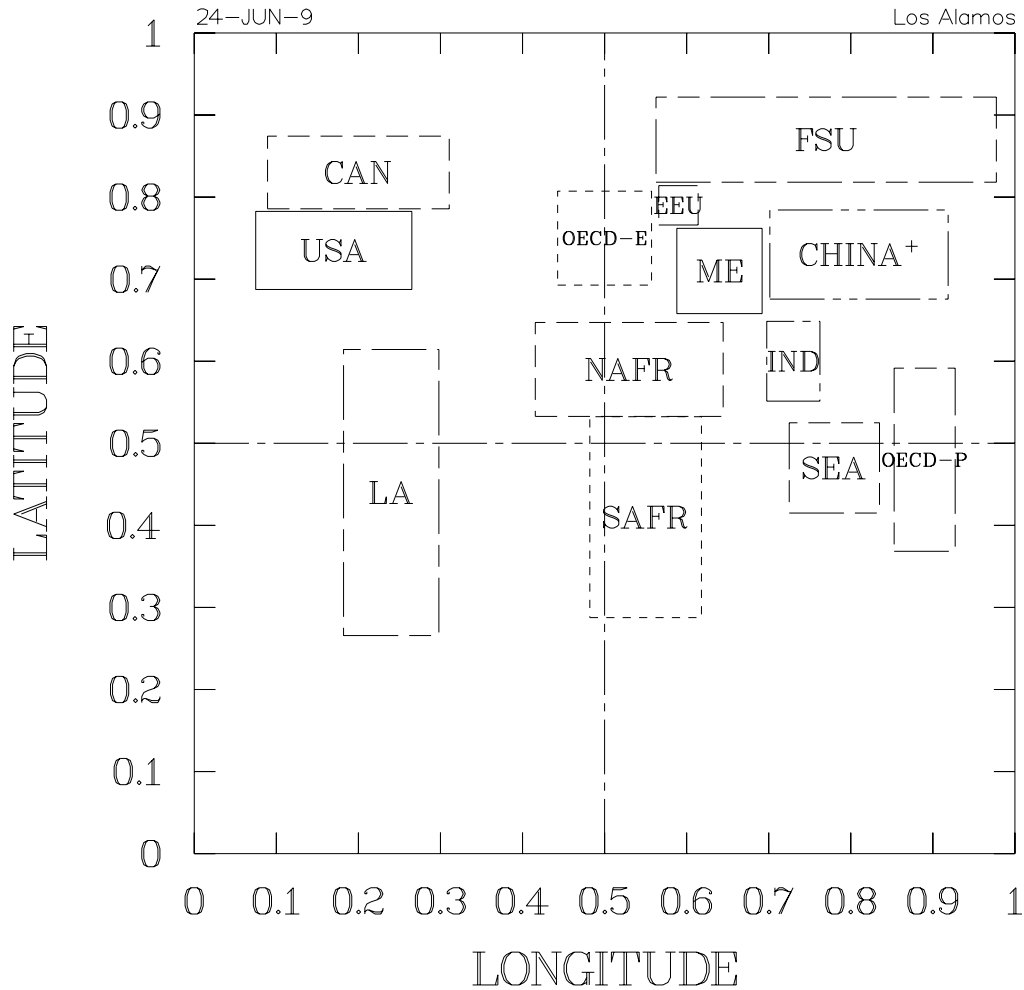 24-JUN-9 Los Alamos
1
0.9
FSU
CAN
0.8
EEU
OECD-E
USA
CHINA+
ME
0.7
0.6
NAFR
IND
0.5
SEA
OECD-P
LA
SAFR
0.4
0.3
0.2
0.1
0
LATITUDE
0 0.1 0.2 0.3 0.4 0.5 0.6 0.7 0.8 0.9 1
LONGITUDE